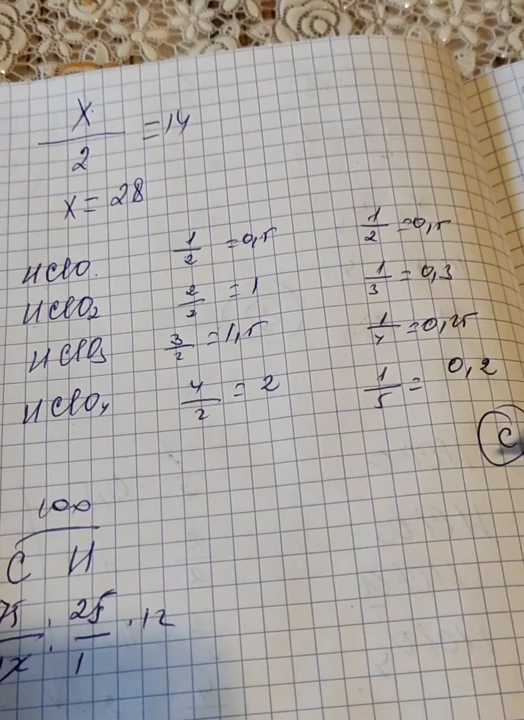 x/2 = 14
x = 28
HClO 1/2 = 0,5 1/2 = 0,5
HClO2 2/2 = 1 1/3 = 0,3
HClO3 3/2 = 1,5 1/4 = 0,25
HClO4 4/2 = 2 1/5 = 0,2
C
100
C H
75/12 : 25/1 · 12